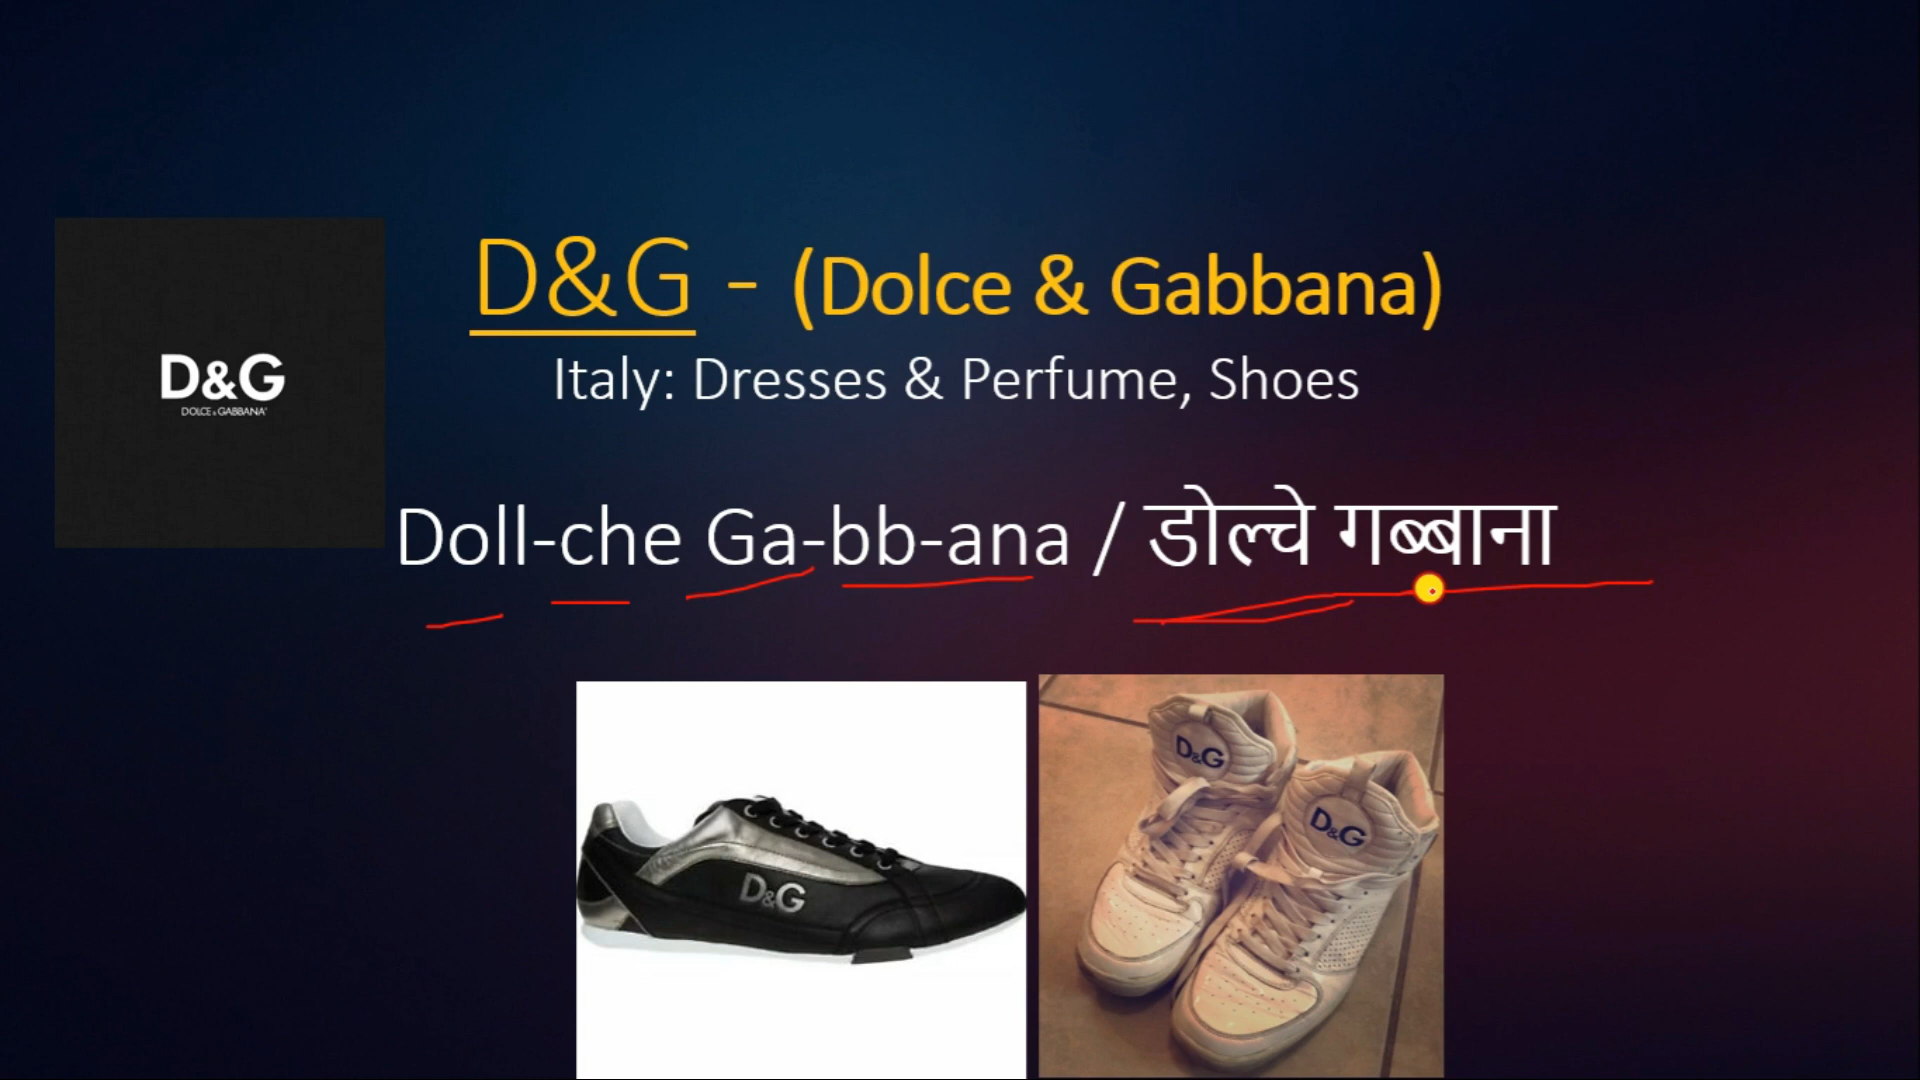 D&G - (Dolce & Gabbana)
Italy: Dresses & Perfume, Shoes
D&G
DOLCE & GABBANA
Doll-che Ga-bb-ana / डोल्चे गब्बाना
D&G
D&G
D&G